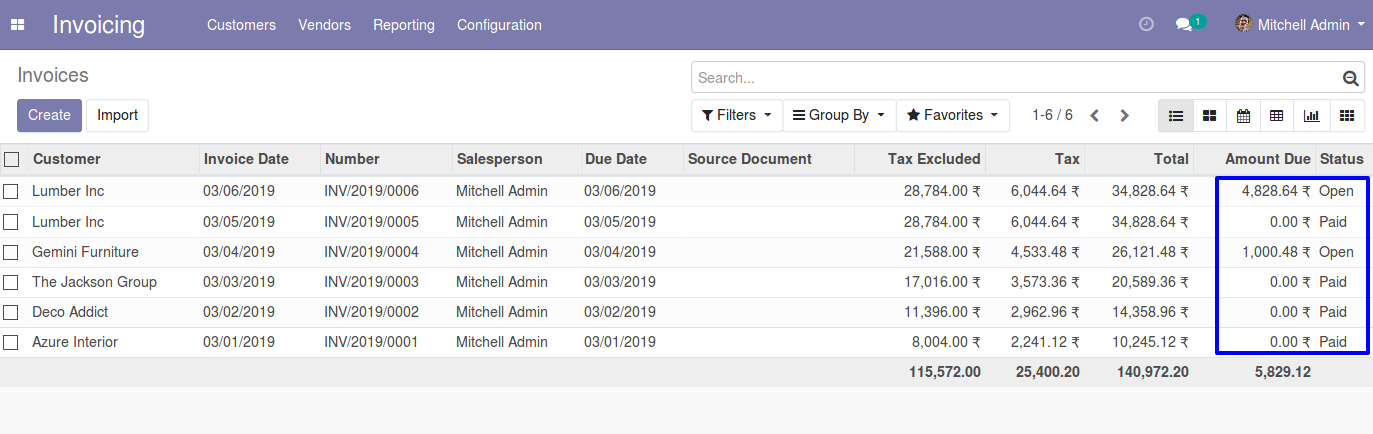 Invoicing Customers Vendors Reporting Configuration 1 Mitchell Admin
Invoices Search...
Create Import Filters Group By Favorites 1-6 / 6
Customer Invoice Date Number Salesperson Due Date Source Document Tax Excluded Tax Total Amount Due Status
Lumber Inc 03/06/2019 INV/2019/0006 Mitchell Admin 03/06/2019 28,784.00 ₹ 6,044.64 ₹ 34,828.64 ₹ 4,828.64 ₹ Open
Lumber Inc 03/05/2019 INV/2019/0005 Mitchell Admin 03/05/2019 28,784.00 ₹ 6,044.64 ₹ 34,828.64 ₹ 0.00 ₹ Paid
Gemini Furniture 03/04/2019 INV/2019/0004 Mitchell Admin 03/04/2019 21,588.00 ₹ 4,533.48 ₹ 26,121.48 ₹ 1,000.48 ₹ Open
The Jackson Group 03/03/2019 INV/2019/0003 Mitchell Admin 03/03/2019 17,016.00 ₹ 3,573.36 ₹ 20,589.36 ₹ 0.00 ₹ Paid
Deco Addict 03/02/2019 INV/2019/0002 Mitchell Admin 03/02/2019 11,396.00 ₹ 2,962.96 ₹ 14,358.96 ₹ 0.00 ₹ Paid
Azure Interior 03/01/2019 INV/2019/0001 Mitchell Admin 03/01/2019 8,004.00 ₹ 2,241.12 ₹ 10,245.12 ₹ 0.00 ₹ Paid
115,572.00 25,400.20 140,972.20 5,829.12